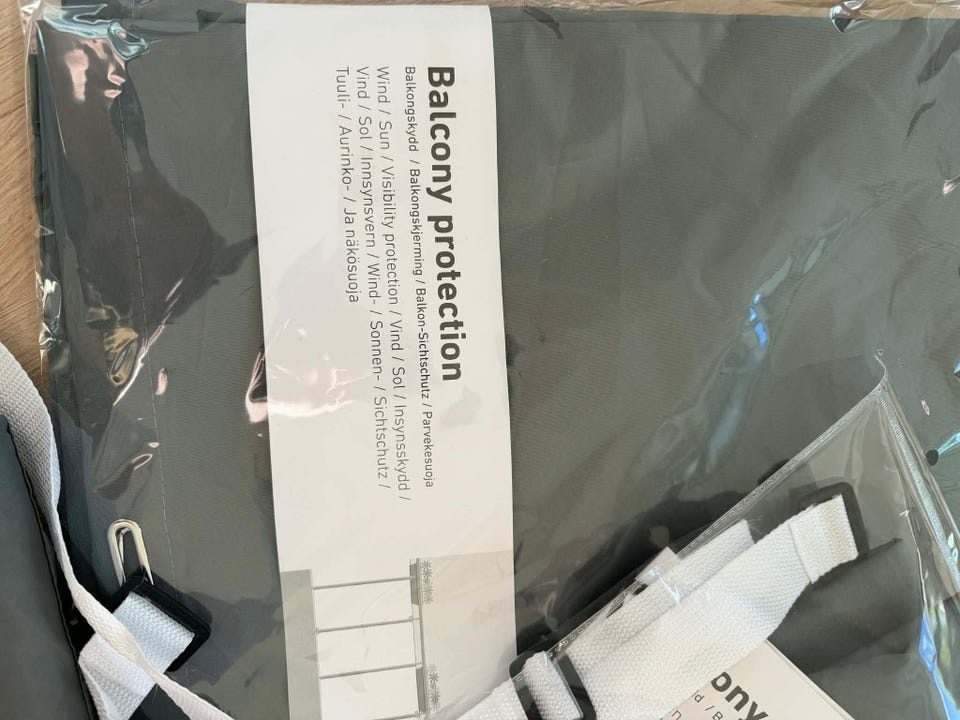 Balcony protection
Balkongskydd / Balkongskjerming / Balkon-Sichtschutz / Parvekesuoja
Wind / Sun / Visibility protection / Vind / Sol / Insynsskydd /
Vind / Sol / Innsynsvern / Wind- / Sonnen- / Sichtschutz /
Tuuli- / Aurinko- / Ja näkösuoja
ony
dd / B